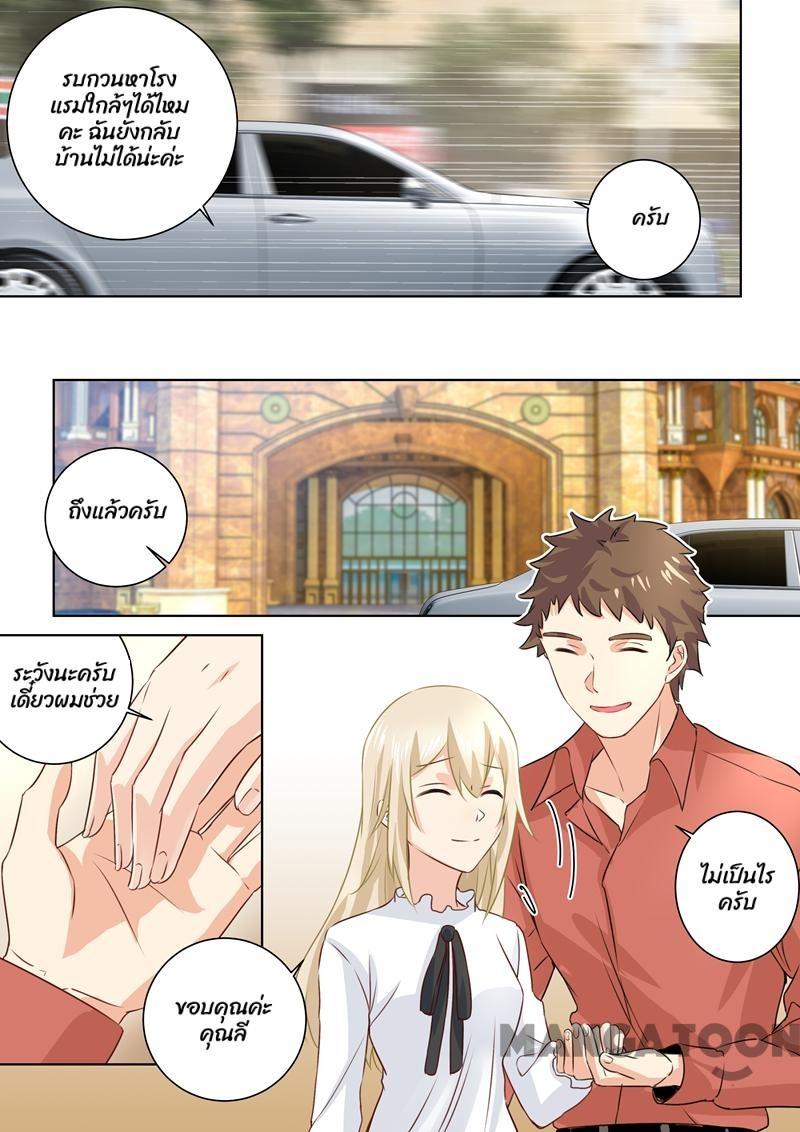 รบกวนหาโรง
แรมใกล้ๆได้ไหม
คะ ฉันยังกลับ
บ้านไม่ได้น่ะค่ะ
ครับ
ถึงแล้วครับ
ระวังนะครับ
เดี๋ยวผมช่วย
ไม่เป็นไร
ครับ
ขอบคุณค่ะ
คุณลี
MANGATOON